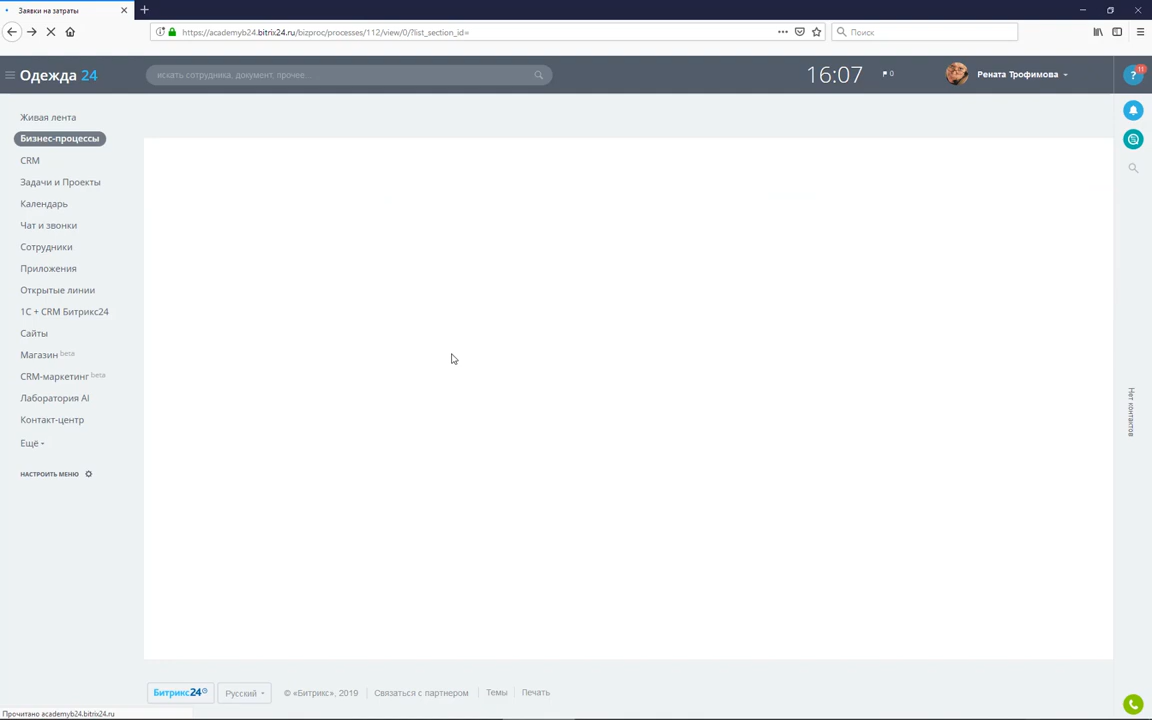 Заявки на затраты
https://academyb24.bitrix24.ru/bizproc/processes/112/view/0/?list_section_id=
Поиск
Одежда 24
искать сотрудника, документ, прочее...
16:07
0
Рената Трофимова
?
11
Живая лента
Бизнес-процессы
CRM
Задачи и Проекты
Календарь
Чат и звонки
Сотрудники
Приложения
Открытые линии
1С + CRM Битрикс24
Сайты
Магазин beta
CRM-маркетинг beta
Лаборатория AI
Контакт-центр
Ещё
НАСТРОИТЬ МЕНЮ
Нет контактов
Битрикс24
Русский
© «Битрикс», 2019
Связаться с партнером
Темы
Печать
Прочитано academyb24.bitrix24.ru